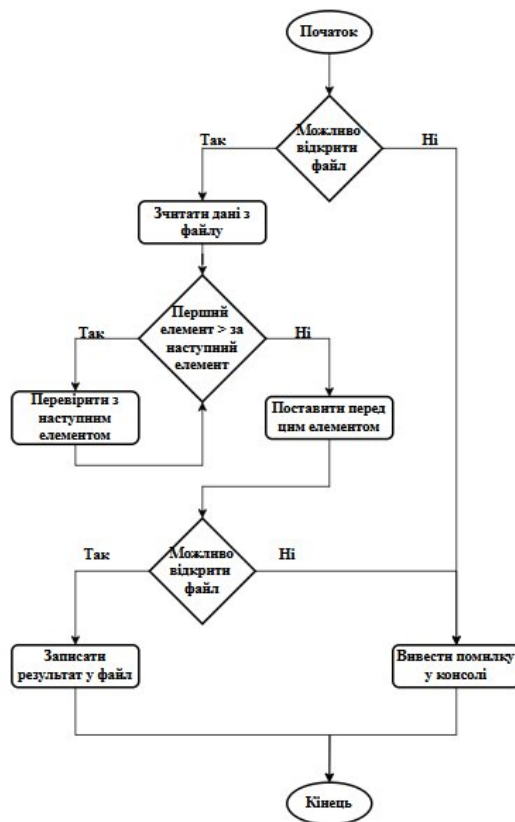 Початок
Можливо
відкрити
файл
Так
Ні
Зчитати дані з
файлу
Перший
елемент > за
наступний
елемент
Так
Ні
Перевірити з
наступним
елементом
Поставити перед
цим елементом
Можливо
відкрити
файл
Так
Ні
Записати
результат у файл
Вивести помилку
у консолі
Кінець